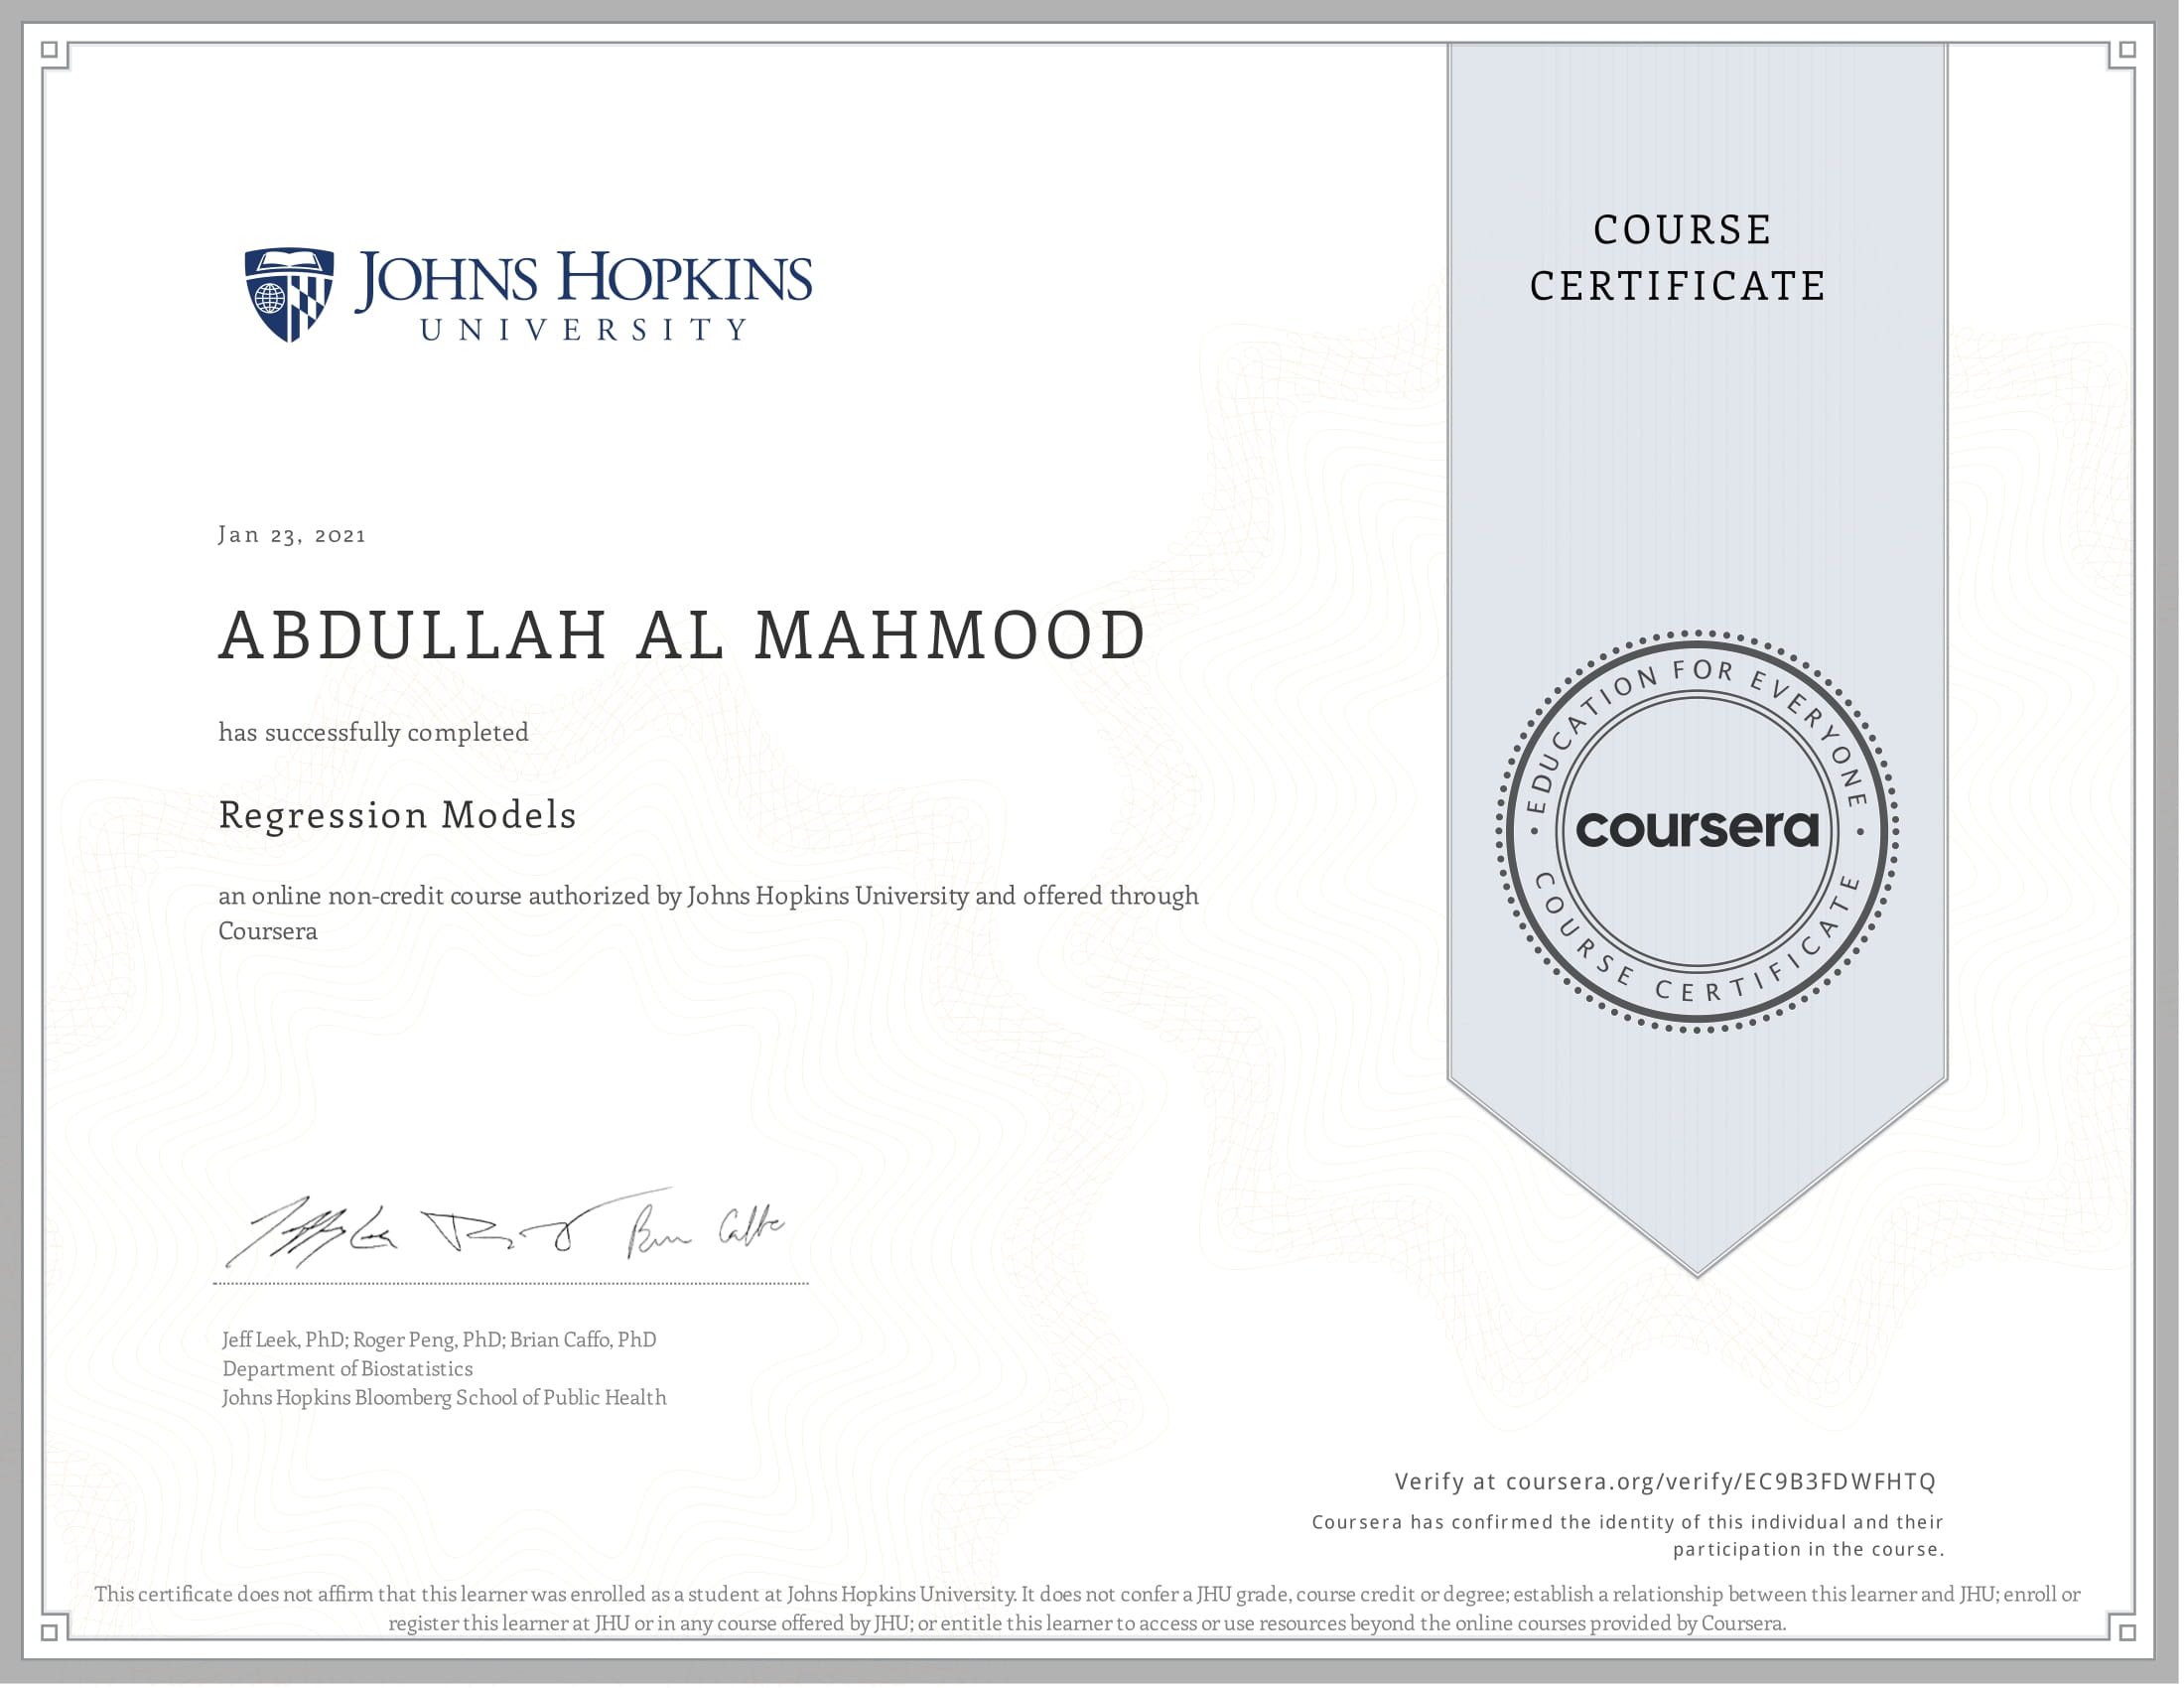 JOHNS HOPKINS
UNIVERSITY
COURSE
CERTIFICATE
Jan 23, 2021
ABDULLAH AL MAHMOOD
has successfully completed
Regression Models
an online non-credit course authorized by Johns Hopkins University and offered through
Coursera
EDUCATION FOR EVERYONE
coursera
COURSE CERTIFICATE
Jeff Leek, PhD; Roger Peng, PhD; Brian Caffo, PhD
Department of Biostatistics
Johns Hopkins Bloomberg School of Public Health
Verify at coursera.org/verify/EC9B3FDWFHTQ
Coursera has confirmed the identity of this individual and their
participation in the course.
This certificate does not affirm that this learner was enrolled as a student at Johns Hopkins University. It does not confer a JHU grade, course credit or degree; establish a relationship between this learner and JHU; enroll or
register this learner at JHU or in any course offered by JHU; or entitle this learner to access or use resources beyond the online courses provided by Coursera.